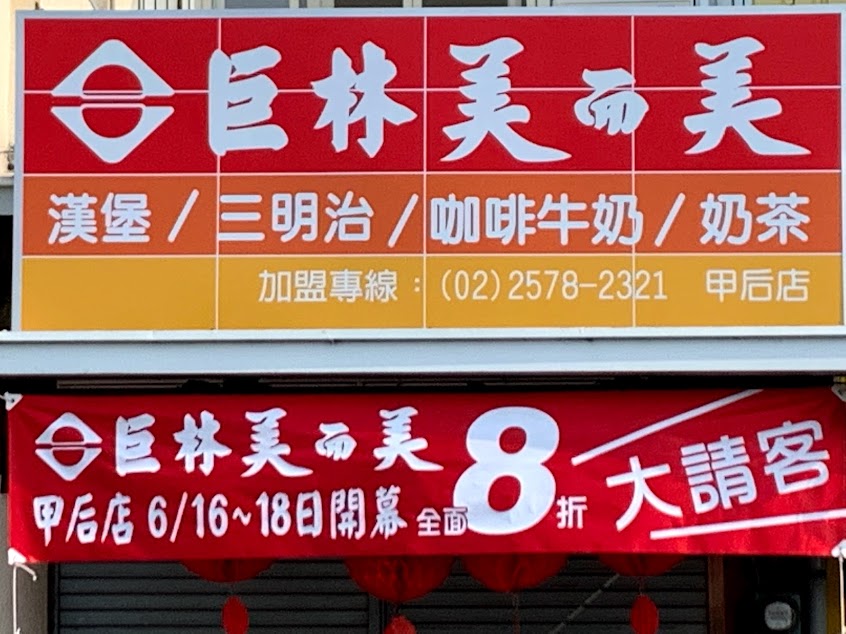 巨林美而美
漢堡/三明治/咖啡牛奶/奶茶
加盟專線：(02)2578-2321 甲后店
巨林美而美
甲后店 6/16~18日開幕 全面8折 大請客